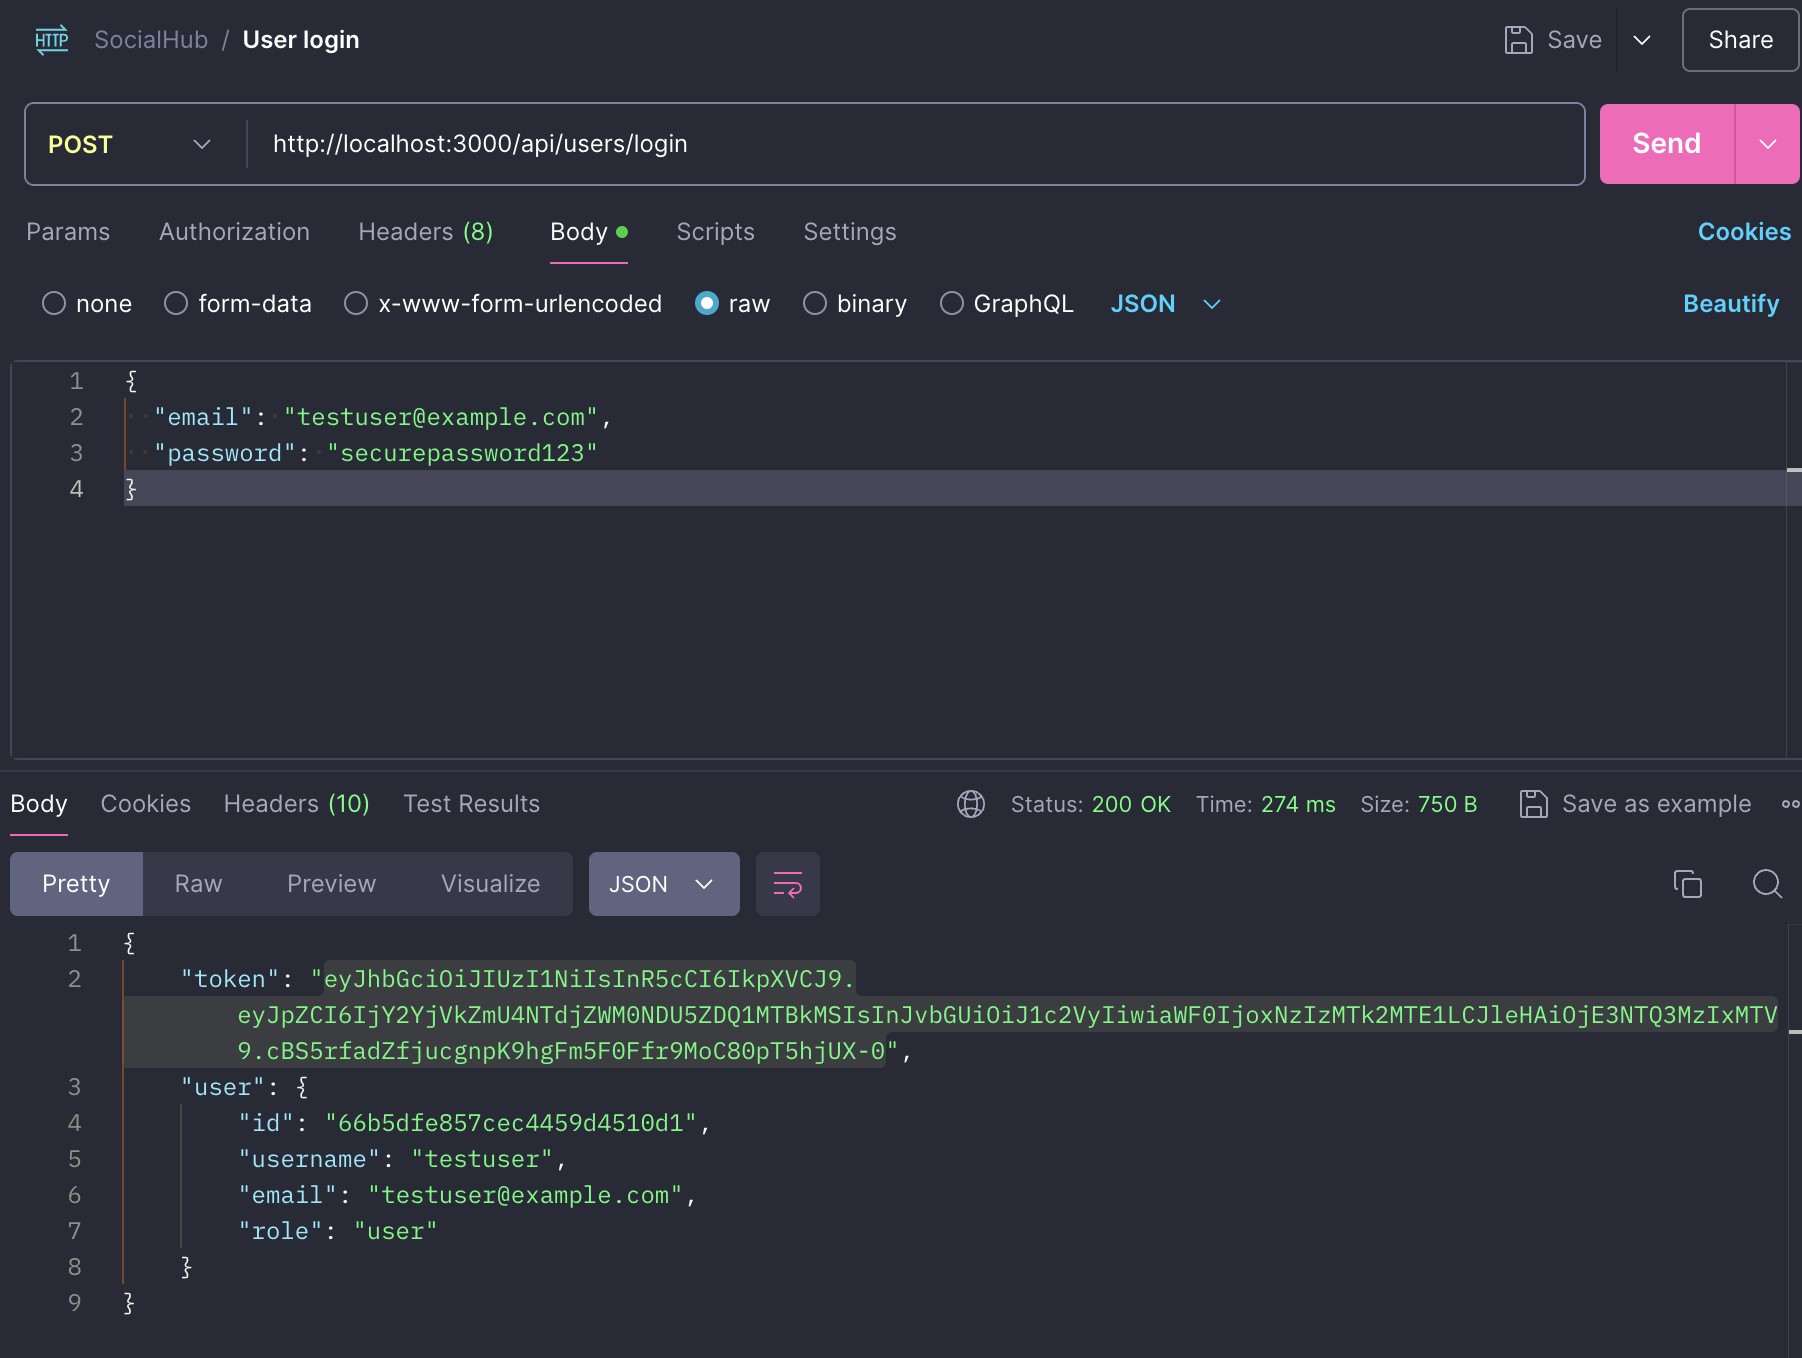 HTTP SocialHub / User login Save Share
POST http://localhost:3000/api/users/login Send
Params Authorization Headers (8) Body Scripts Settings Cookies
none form-data x-www-form-urlencoded raw binary GraphQL JSON Beautify
1 {
2 "email": "testuser@example.com",
3 "password": "securepassword123"
4 }
Body Cookies Headers (10) Test Results Status: 200 OK Time: 274 ms Size: 750 B Save as example
Pretty Raw Preview Visualize JSON
1 {
2 "token": "eyJhbGciOiJIUzI1NiIsInR5cCI6IkpXVCJ9.
eyJpZCI6IjY2YjVkZmU4NTdjZWM0NDU5ZDQ1MTBkMSIsInJvbGUiOiJ1c2VyIiwiaWF0IjoxNzIzMTk2MTE1LCJleHAiOjE3NTQ3MzIxMTV
9.cBS5rfadZfjucgnpK9hgFm5F0Ffr9MoC80pT5hjUX-0",
3 "user": {
4 "id": "66b5dfe857cec4459d4510d1",
5 "username": "testuser",
6 "email": "testuser@example.com",
7 "role": "user"
8 }
9 }